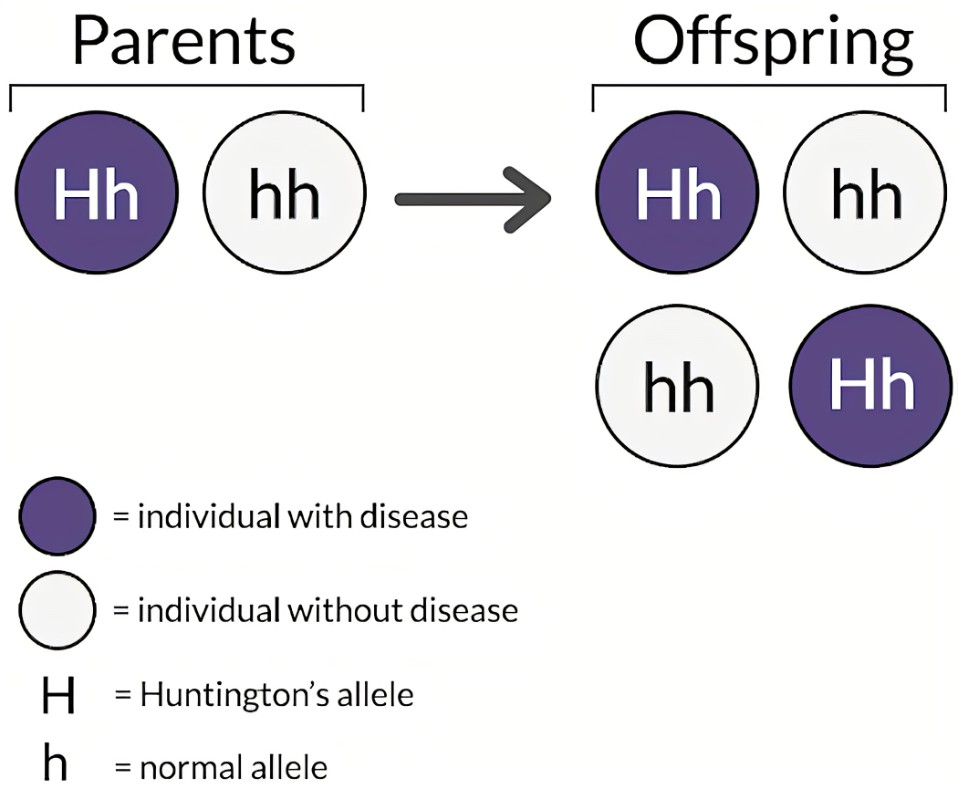 Parents
Offspring
Hh hh
Hh hh
hh Hh
= individual with disease
= individual without disease
H = Huntington’s allele
h = normal allele